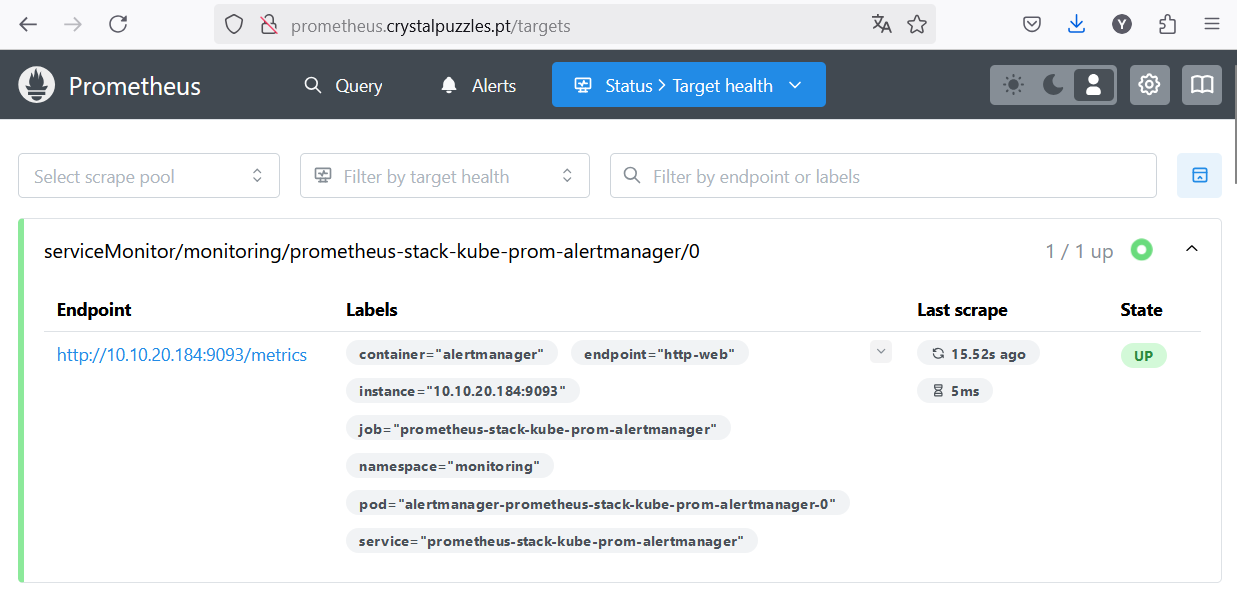 prometheus.crystalpuzzles.pt/targets
Y
Prometheus
Query
Alerts
Status > Target health
Select scrape pool
Filter by target health
Filter by endpoint or labels
serviceMonitor/monitoring/prometheus-stack-kube-prom-alertmanager/0
1 / 1 up
Endpoint Labels Last scrape State
http://10.10.20.184:9093/metrics container="alertmanager" endpoint="http-web" 15.52s ago UP
instance="10.10.20.184:9093" 5ms
job="prometheus-stack-kube-prom-alertmanager"
namespace="monitoring"
pod="alertmanager-prometheus-stack-kube-prom-alertmanager-0"
service="prometheus-stack-kube-prom-alertmanager"